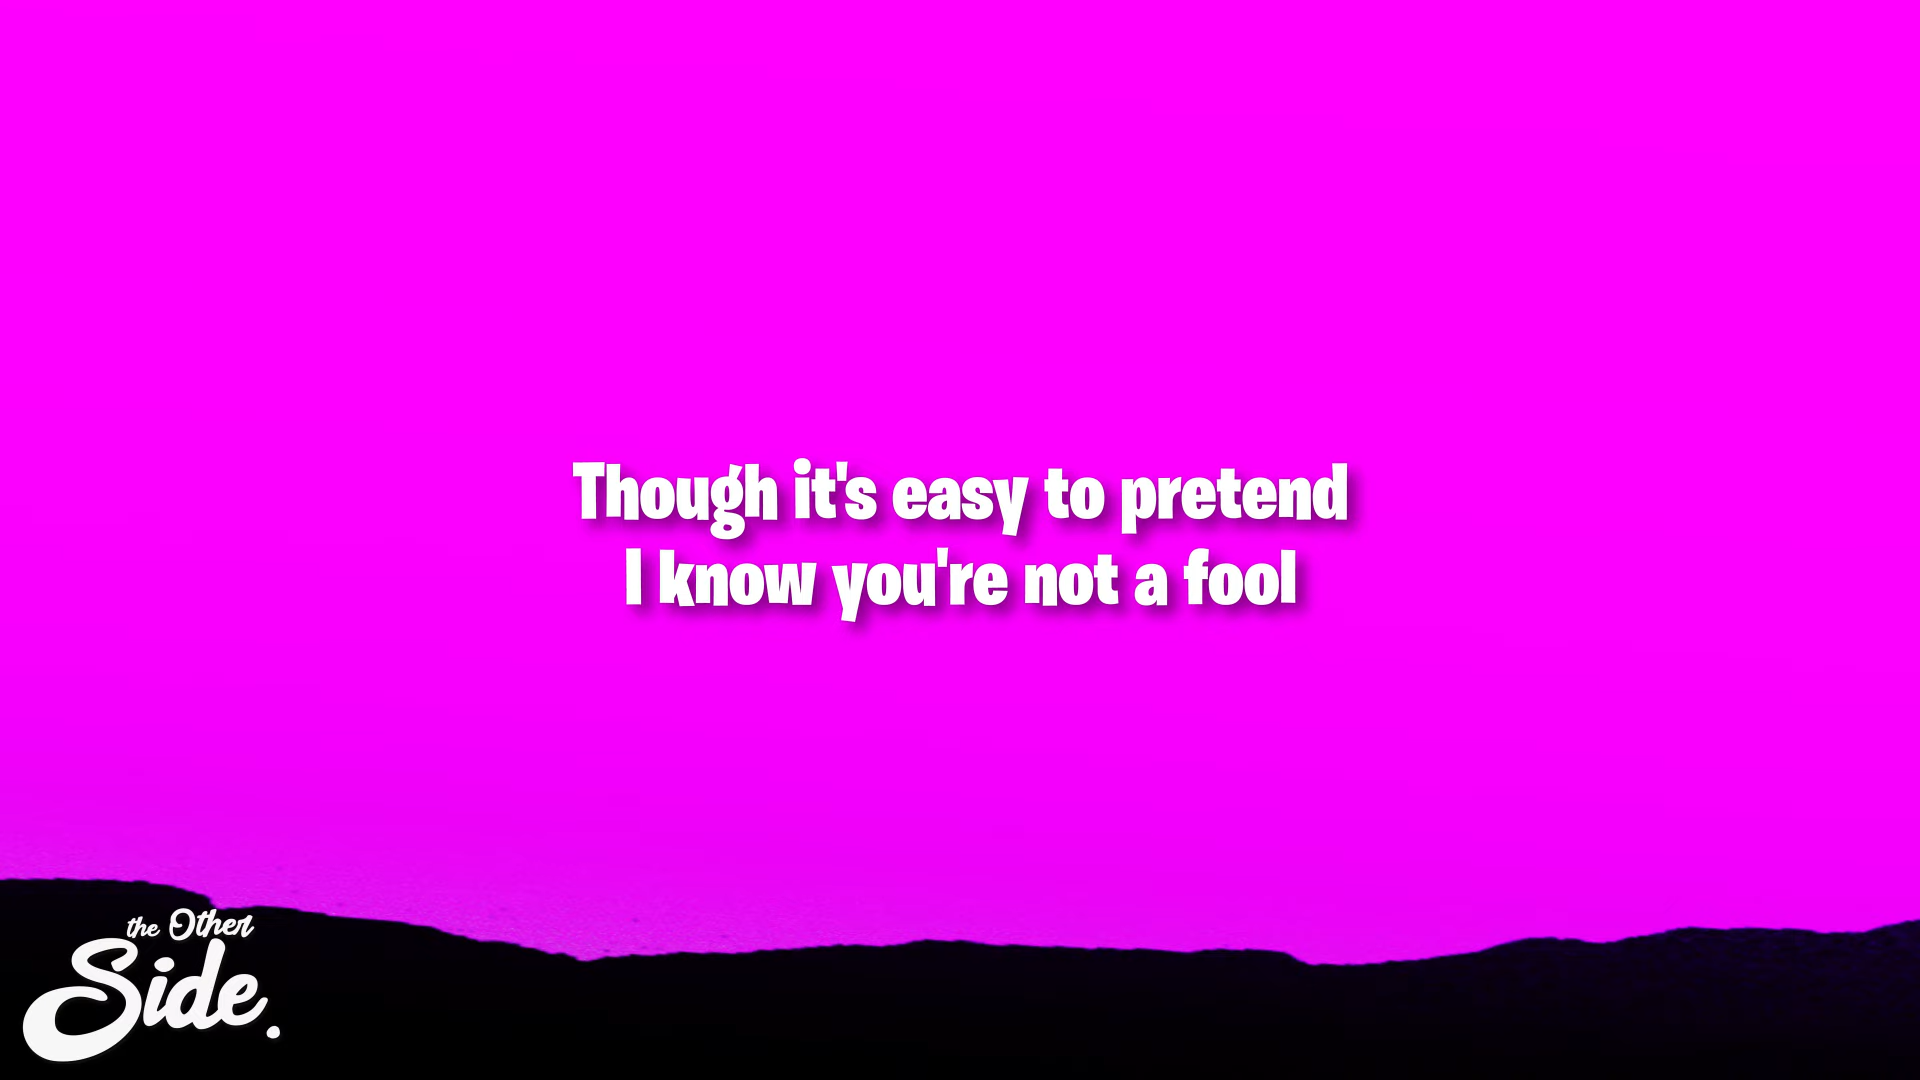 Though it's easy to pretend
I know you're not a fool
the Other
Side.